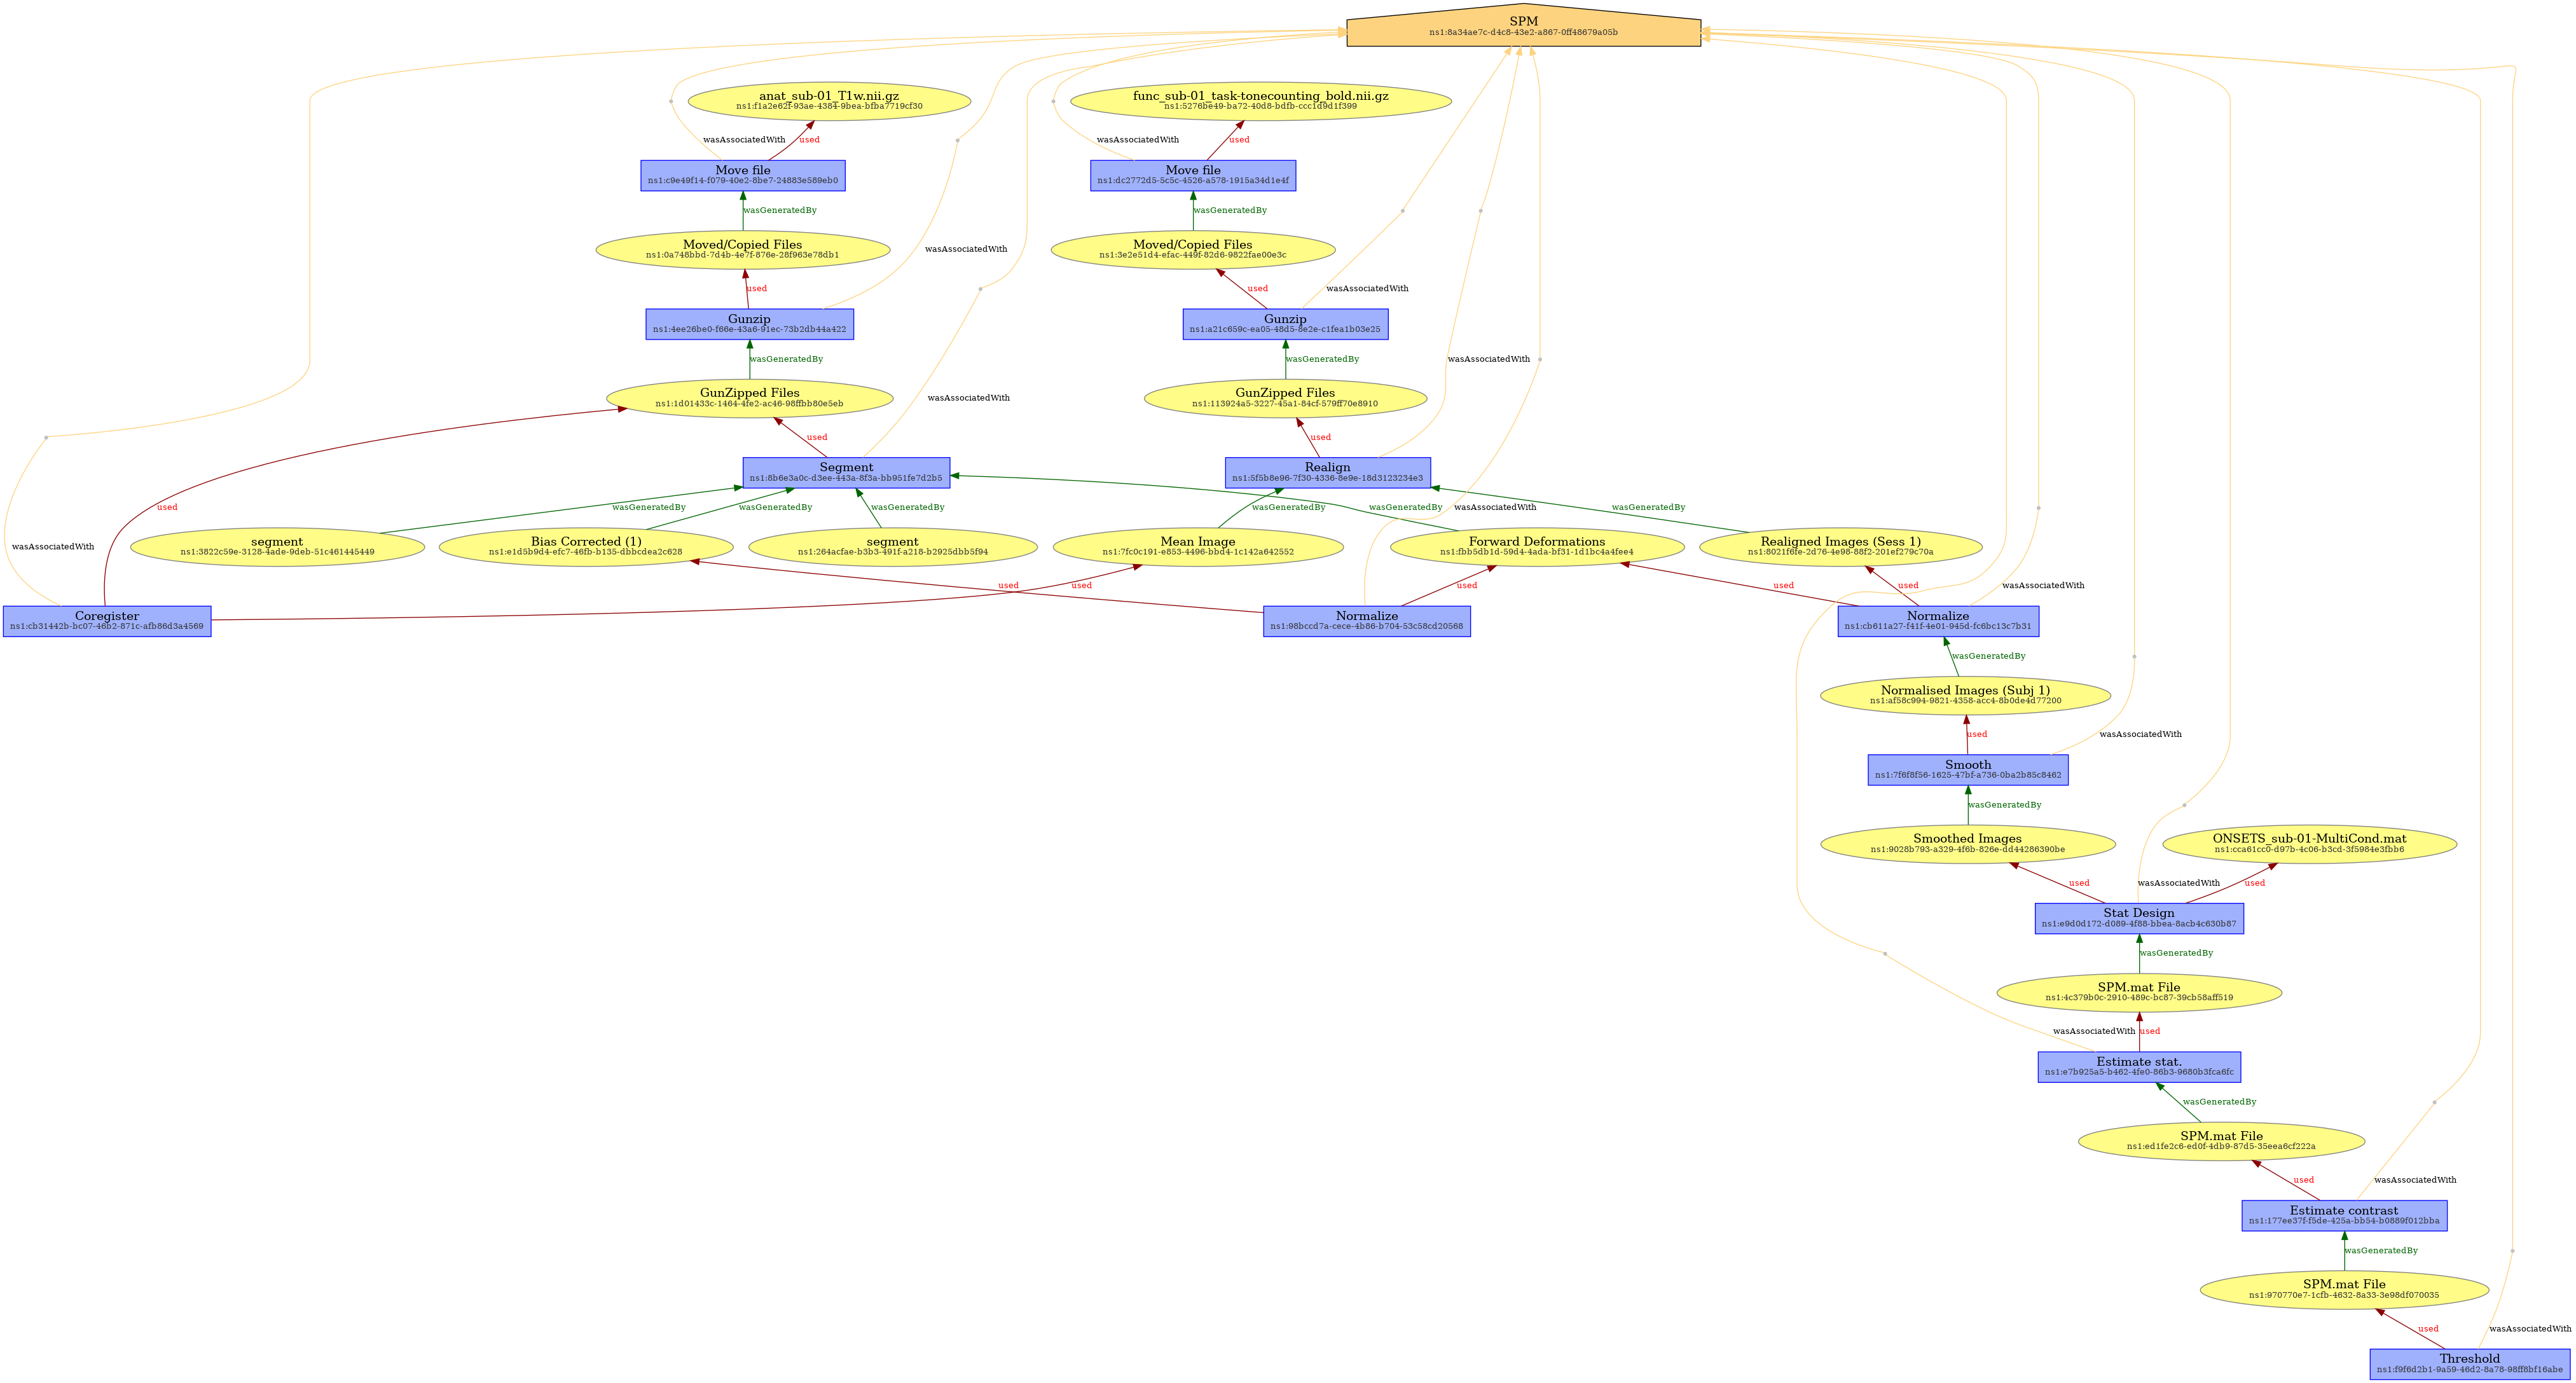 SPM
ns1:8a34ae7c-d4c8-43e2-a867-0ff48679a05b
anat_sub-01_T1w.nii.gz
ns1:f1a2e62f-93ae-4384-9bea-bfba7719cf30
func_sub-01_task-tonecounting_bold.nii.gz
ns1:5276be49-ba72-40d8-bdfb-ccc1d9d1f399
wasAssociatedWith
used
wasAssociatedWith
used
Move file
ns1:c9e49f14-f079-40e2-8be7-24883e589eb0
Move file
ns1:dc2772d5-5c5c-4526-a578-1915a34d1e4f
wasGeneratedBy
wasGeneratedBy
Moved/Copied Files
ns1:0a748bbd-7d4b-4e7f-876e-28f963e78db1
wasAssociatedWith
Moved/Copied Files
ns1:3e2e51d4-efac-449f-82d6-9822fae00e3c
used
used
wasAssociatedWith
Gunzip
ns1:4ee26be0-f66e-43a6-91ec-73b2db44a422
Gunzip
ns1:a21c659c-ea05-48d5-8e2e-c1fea1b03e25
wasGeneratedBy
wasGeneratedBy
wasAssociatedWith
GunZipped Files
ns1:1d01433c-1464-4fe2-ac46-98ffbb80e5eb
wasAssociatedWith
GunZipped Files
ns1:113924a5-3227-45a1-84cf-579ff70e8910
used
used
Segment
ns1:8b6e3a0c-d3ee-443a-8f3a-bb951fe7d2b5
Realign
ns1:5f5b8e96-7f30-4336-8e9e-18d3123234e3
used
wasGeneratedBy
wasGeneratedBy
wasGeneratedBy
wasGeneratedBy
wasGeneratedBy
wasAssociatedWith
wasGeneratedBy
wasAssociatedWith
segment
ns1:3822c59e-3128-4ade-9deb-51c461445449
Bias Corrected (1)
ns1:e1d5b9d4-efc7-46fb-b135-dbbcdea2c628
segment
ns1:264acfae-b3b3-491f-a218-b2925dbb5f94
Mean Image
ns1:7fc0c191-e853-4496-bbd4-1c142a642552
Forward Deformations
ns1:fbb5db1d-59d4-4ada-bf31-1d1bc4a4fee4
Realigned Images (Sess 1)
ns1:8021f6fe-2d76-4e98-88f2-201ef279c70a
used
used
used
used
used
wasAssociatedWith
Coregister
ns1:cb31442b-bc07-46b2-871c-afb86d3a4569
Normalize
ns1:98bccd7a-cece-4b86-b704-53c58cd20568
Normalize
ns1:cb611a27-f41f-4e01-945d-fc6bc13c7b31
wasGeneratedBy
Normalised Images (Subj 1)
ns1:af58c994-9821-4358-acc4-8b0de4d77200
used
wasAssociatedWith
Smooth
ns1:7f6f8f56-1625-47bf-a736-0ba2b85c8462
wasGeneratedBy
Smoothed Images
ns1:9028b793-a329-4f6b-826e-dd44286390be
ONSETS_sub-01-MultiCond.mat
ns1:cca61cc0-d97b-4c06-b3cd-3f5984e3fbb6
used
wasAssociatedWith
used
Stat Design
ns1:e9d0d172-d089-4f88-bbea-8acb4c630b87
wasGeneratedBy
SPM.mat File
ns1:4c379b0c-2910-489c-bc87-39cb58aff519
wasAssociatedWith
used
Estimate stat.
ns1:e7b925a5-b462-4fe0-86b3-9680b3fca6fc
wasGeneratedBy
SPM.mat File
ns1:ed1fe2c6-ed0f-4db9-87d5-35eea6cf222a
used
wasAssociatedWith
Estimate contrast
ns1:177ee37f-f5de-425a-bb54-b0889f012bba
wasGeneratedBy
SPM.mat File
ns1:970770e7-1cfb-4632-8a33-3e98df070035
used
wasAssociatedWith
Threshold
ns1:f9f6d2b1-9a59-46d2-8a78-98ff8bf16abe